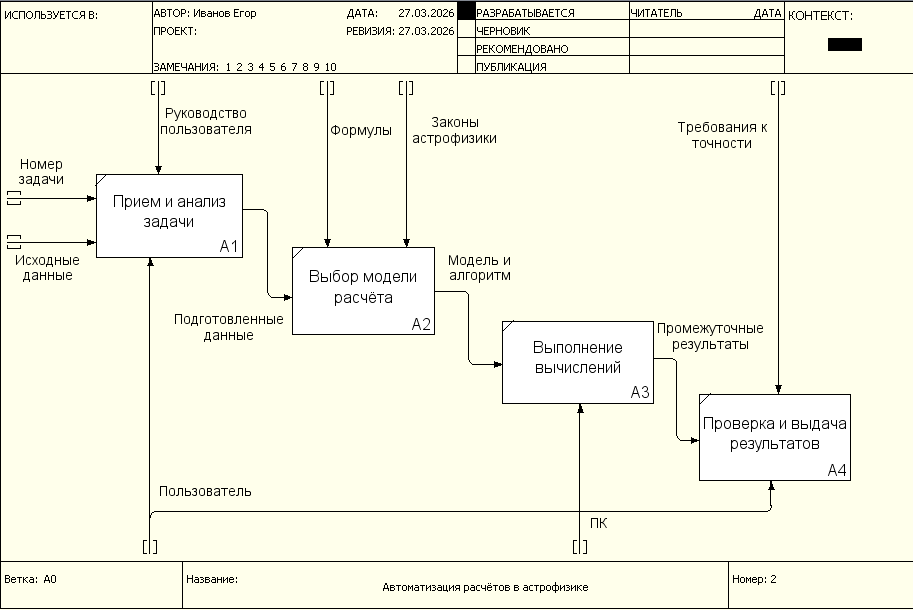 ИСПОЛЬЗУЕТСЯ В:
АВТОР: Иванов Егор
ДАТА: 27.03.2026
ПРОЕКТ:
РЕВИЗИЯ: 27.03.2026
ЗАМЕЧАНИЯ: 1 2 3 4 5 6 7 8 9 10
РАЗРАБАТЫВАЕТСЯ
ЧЕРНОВИК
РЕКОМЕНДОВАНО
ПУБЛИКАЦИЯ
ЧИТАТЕЛЬ
ДАТА
КОНТЕКСТ:
Руководство
пользователя
Формулы
Законы
астрофизики
Требования к
точности
Номер
задачи
Прием и анализ
задачи
A1
Исходные
данные
Подготовленные
данные
Выбор модели
расчёта
A2
Модель и
алгоритм
Выполнение
вычислений
A3
Промежуточные
результаты
Проверка и выдача
результатов
A4
Пользователь
ПК
Ветка: A0
Название:
Автоматизация расчётов в астрофизике
Номер: 2